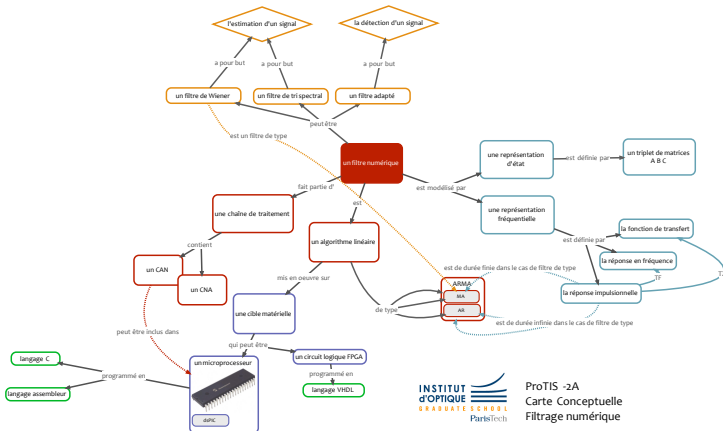 l'estimation d'un signal
la détection d'un signal
a pour but
a pour but
a pour but
un filtre de Wiener
un filtre de tri spectral
un filtre adapté
peut être
est un filtre de type
un filtre numérique
une représentation
d'état
est définie par
un triplet de matrices
A B C
fait partie d'
est
est modélisé par
une chaîne de traitement
une représentation
fréquentielle
un algorithme linéaire
la fonction de transfert
est définie par
contient
la réponse en fréquence
un CAN
un CNA
mis en oeuvre sur
est de durée finie dans le cas de filtre de type
TF
ARMA
MA
AR
la réponse impulsionnelle
une cible matérielle
de type
est de durée infinie dans le cas de filtre de type
peut être inclus dans
qui peut être
langage C
un microprocesseur
un circuit logique FPGA
programmé en
programmé en
langage assembleur
langage VHDL
dsPIC
INSTITUT
d'OPTIQUE
GRADUATE SCHOOL
ParisTech
ProTIS -2A
Carte Conceptuelle
Filtrage numérique